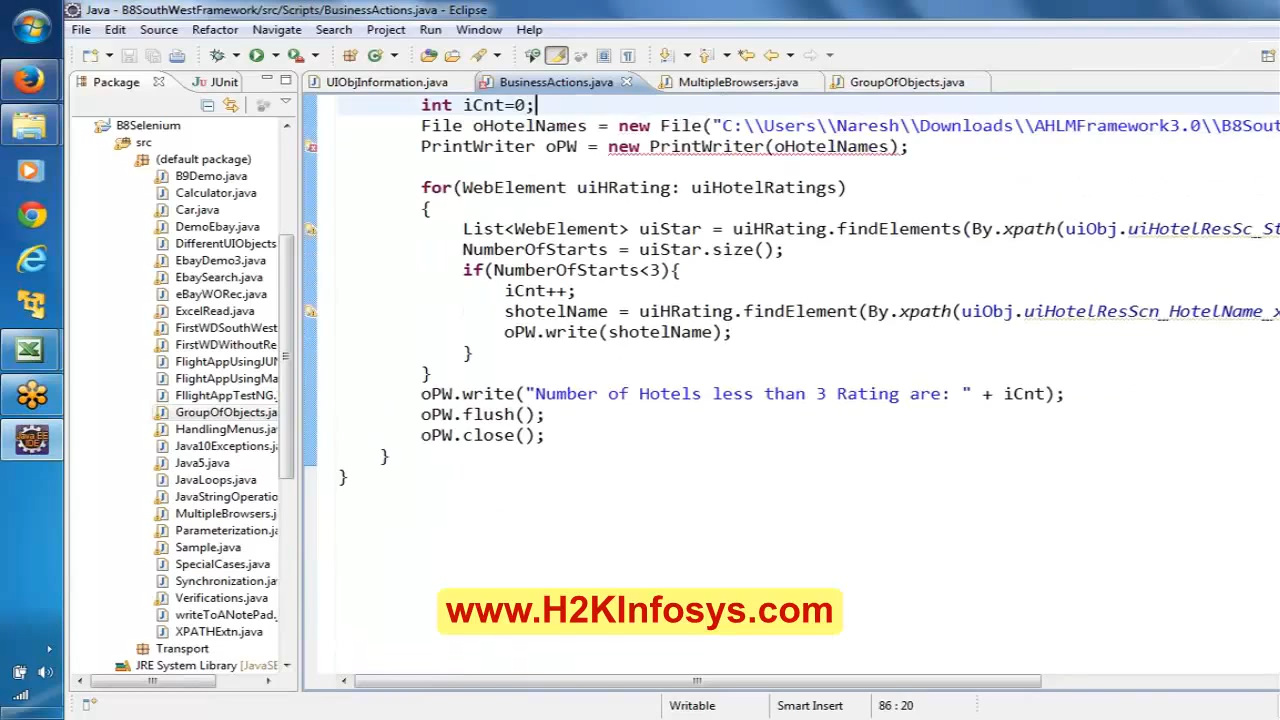 Java - B8SouthWestFramework/src/Scripts/BusinessActions.java - Eclipse
File Edit Source Refactor Navigate Search Project Run Window Help
Package JUnit
UIObjInformation.java BusinessActions.java MultipleBrowsers.java GroupOfObjects.java
B8Selenium
src
(default package)
B9Demo.java
Calculator.java
Car.java
DemoEbay.java
DifferentUIObjects
EbayDemo3.java
EbaySearch.java
eBayWORec.java
ExcelRead.java
FirstWDSouthWest
FirstWDWithoutRe
FlightAppUsingJUN
FlightAppUsingMa
FlightAppTestNG.
GroupOfObjects.ja
HandlingMenus.ja
Java10Exceptions.j
Java5.java
JavaLoops.java
JavaStringOperatio
MultipleBrowsers.j
Parameterization.ja
Sample.java
SpecialCases.java
Synchronization.ja
Verifications.java
writeToANotePad.
XPATHExtn.java
Transport
JRE System Library [JavaSE
int iCnt=0;
File oHotelNames = new File("C:\\Users\\Naresh\\Downloads\\AHLMFramework3.0\\B8Sout
PrintWriter oPW = new PrintWriter(oHotelNames);
for(WebElement uiHRating: uiHotelRatings)
{
List<WebElement> uiStar = uiHRating.findElements(By.xpath(uiObj.uiHotelResSc_St
NumberOfStarts = uiStar.size();
if(NumberOfStarts<3){
iCnt++;
shotelName = uiHRating.findElement(By.xpath(uiObj.uiHotelResScn_HotelName_x
oPW.write(shotelName);
}
}
oPW.write("Number of Hotels less than 3 Rating are: " + iCnt);
oPW.flush();
oPW.close();
}
}
www.H2KInfosys.com
Writable Smart Insert 86 : 20